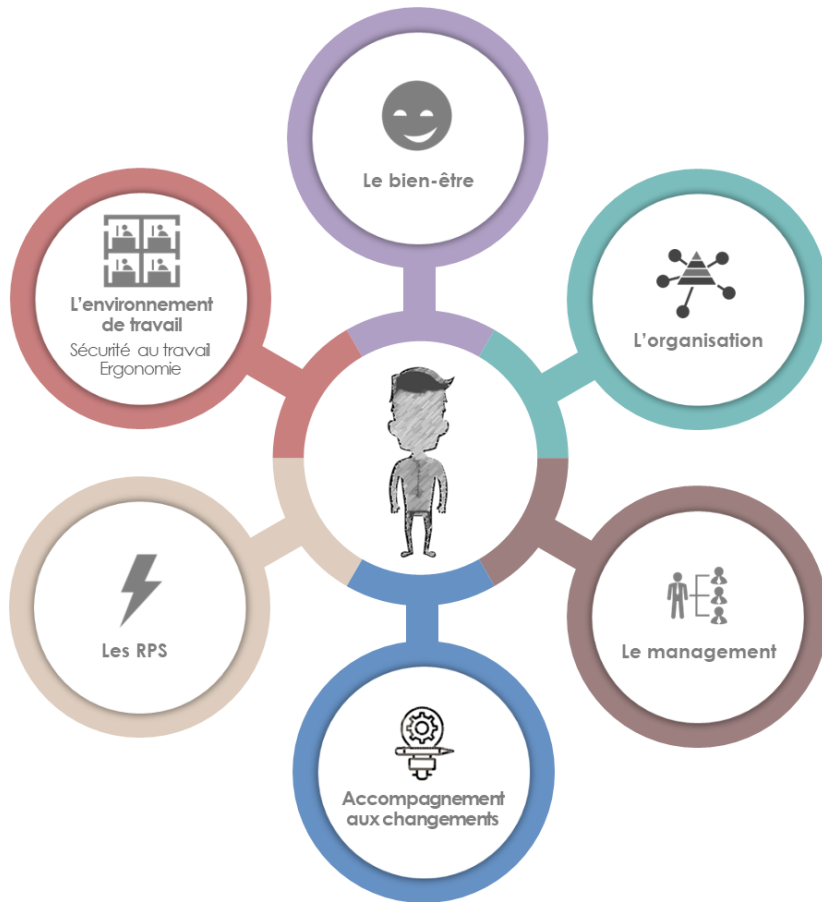 Le bien-être
L'environnement
de travail
Sécurité au travail
Ergonomie
L'organisation
Les RPS
Le management
Accompagnement
aux changements